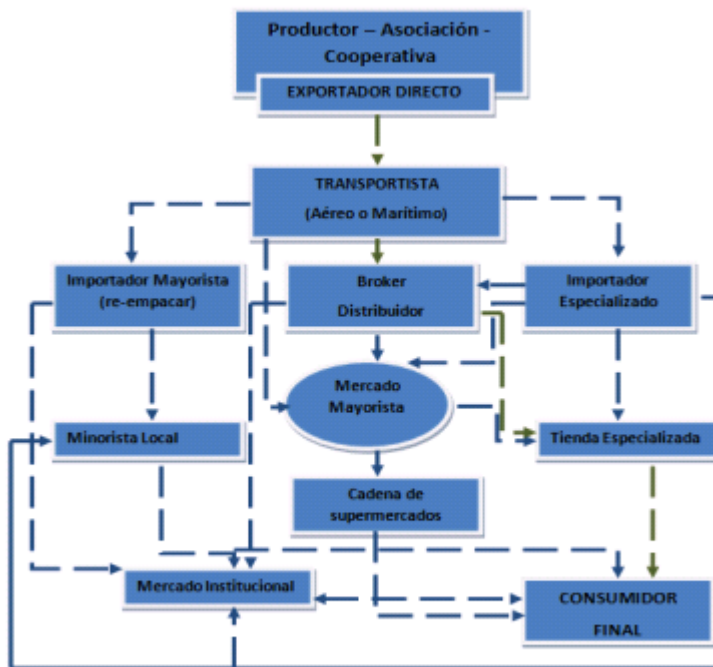 Productor – Asociación -
Cooperativa
EXPORTADOR DIRECTO
TRANSPORTISTA
(Aéreo o Marítimo)
Importador Mayorista
(re-empacar)
Broker
Distribuidor
Importador
Especializado
Mercado
Mayorista
Minorista Local
Tienda Especializada
Cadena de
supermercados
Mercado Institucional
CONSUMIDOR
FINAL